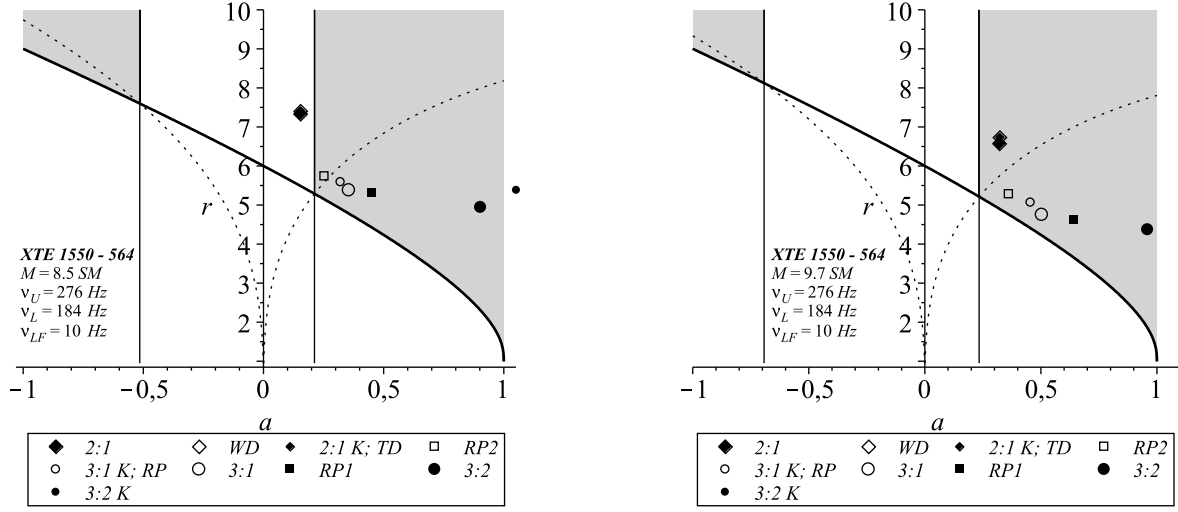 10
9
8
7
6
5
4
3
2
r
XTE 1550 - 564
M = 8.5 SM
ν_U = 276 Hz
ν_L = 184 Hz
ν_LF = 10 Hz
−1 −0,5 0 0,5 1
a
2:1 WD 2:1 K; TD RP2
3:1 K; RP 3:1 RP1 3:2
3:2 K
10
9
8
7
6
5
4
3
2
r
XTE 1550 - 564
M = 9.7 SM
ν_U = 276 Hz
ν_L = 184 Hz
ν_LF = 10 Hz
−1 −0,5 0 0,5 1
a
2:1 WD 2:1 K; TD RP2
3:1 K; RP 3:1 RP1 3:2
3:2 K